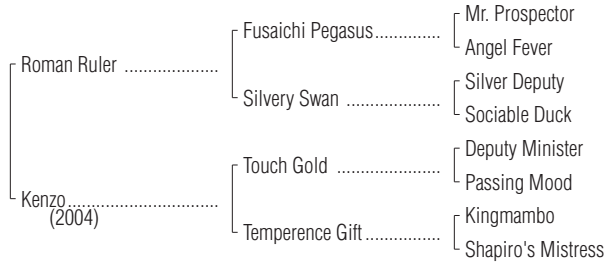 Mr. Prospector
Fusaichi Pegasus..............
Angel Fever
Roman Ruler ....................
Silver Deputy
Silvery Swan ....................
Sociable Duck
Deputy Minister
Touch Gold ......................
Passing Mood
Kenzo................................
(2004)
Kingmambo
Temperence Gift................
Shapiro's Mistress